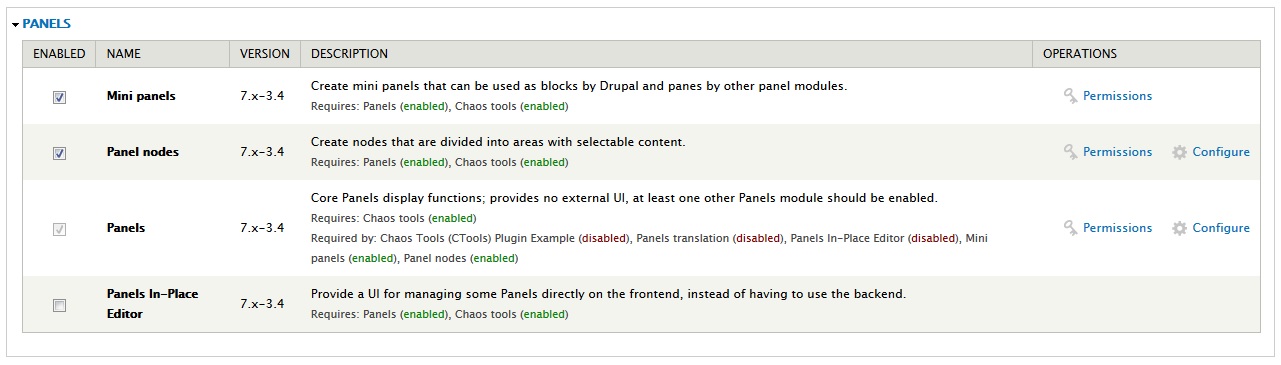 PANELS
ENABLED NAME VERSION DESCRIPTION OPERATIONS
Mini panels 7.x-3.4 Create mini panels that can be used as blocks by Drupal and panes by other panel modules. Permissions
Requires: Panels (enabled), Chaos tools (enabled)
Panel nodes 7.x-3.4 Create nodes that are divided into areas with selectable content. Permissions Configure
Requires: Panels (enabled), Chaos tools (enabled)
Panels 7.x-3.4 Core Panels display functions; provides no external UI, at least one other Panels module should be enabled. Permissions Configure
Requires: Chaos tools (enabled)
Required by: Chaos Tools (CTools) Plugin Example (disabled), Panels translation (disabled), Panels In-Place Editor (disabled), Mini
panels (enabled), Panel nodes (enabled)
Panels In-Place
Editor 7.x-3.4 Provide a UI for managing some Panels directly on the frontend, instead of having to use the backend.
Requires: Panels (enabled), Chaos tools (enabled)